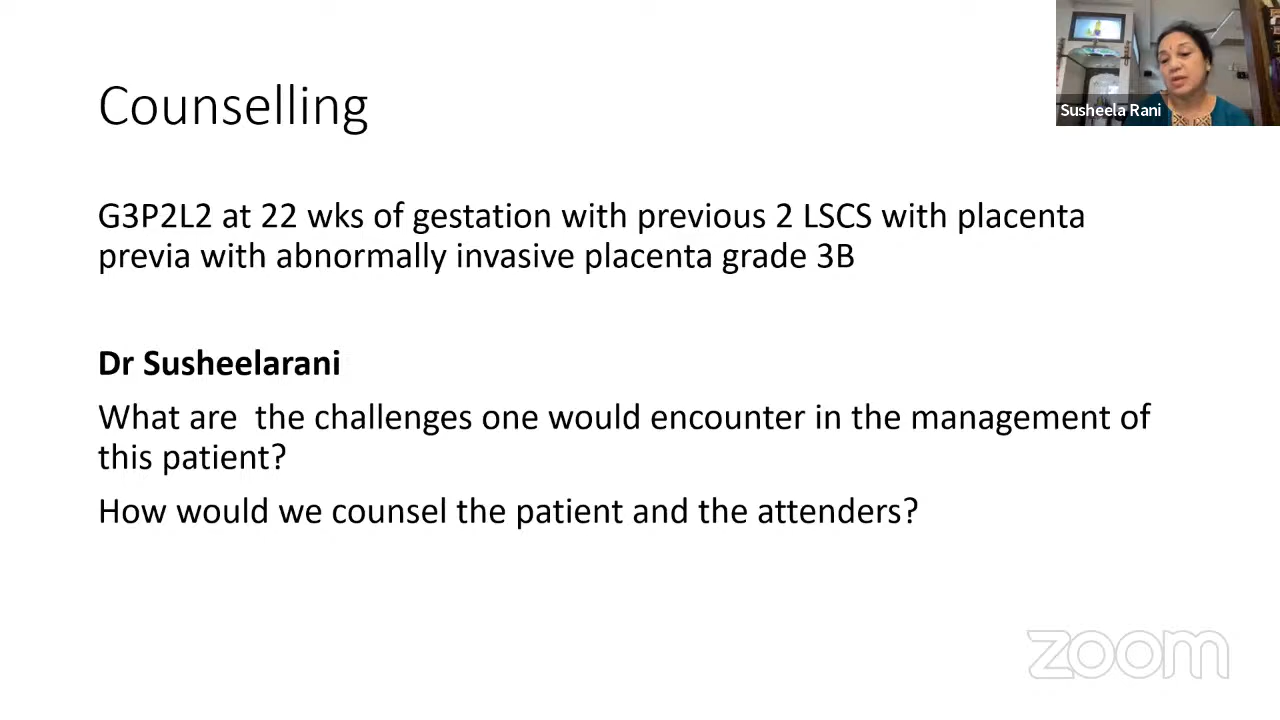 Counselling
Susheela Rani
G3P2L2 at 22 wks of gestation with previous 2 LSCS with placenta
previa with abnormally invasive placenta grade 3B
Dr Susheelarani
What are  the challenges one would encounter in the management of
this patient?
How would we counsel the patient and the attenders?
zoom